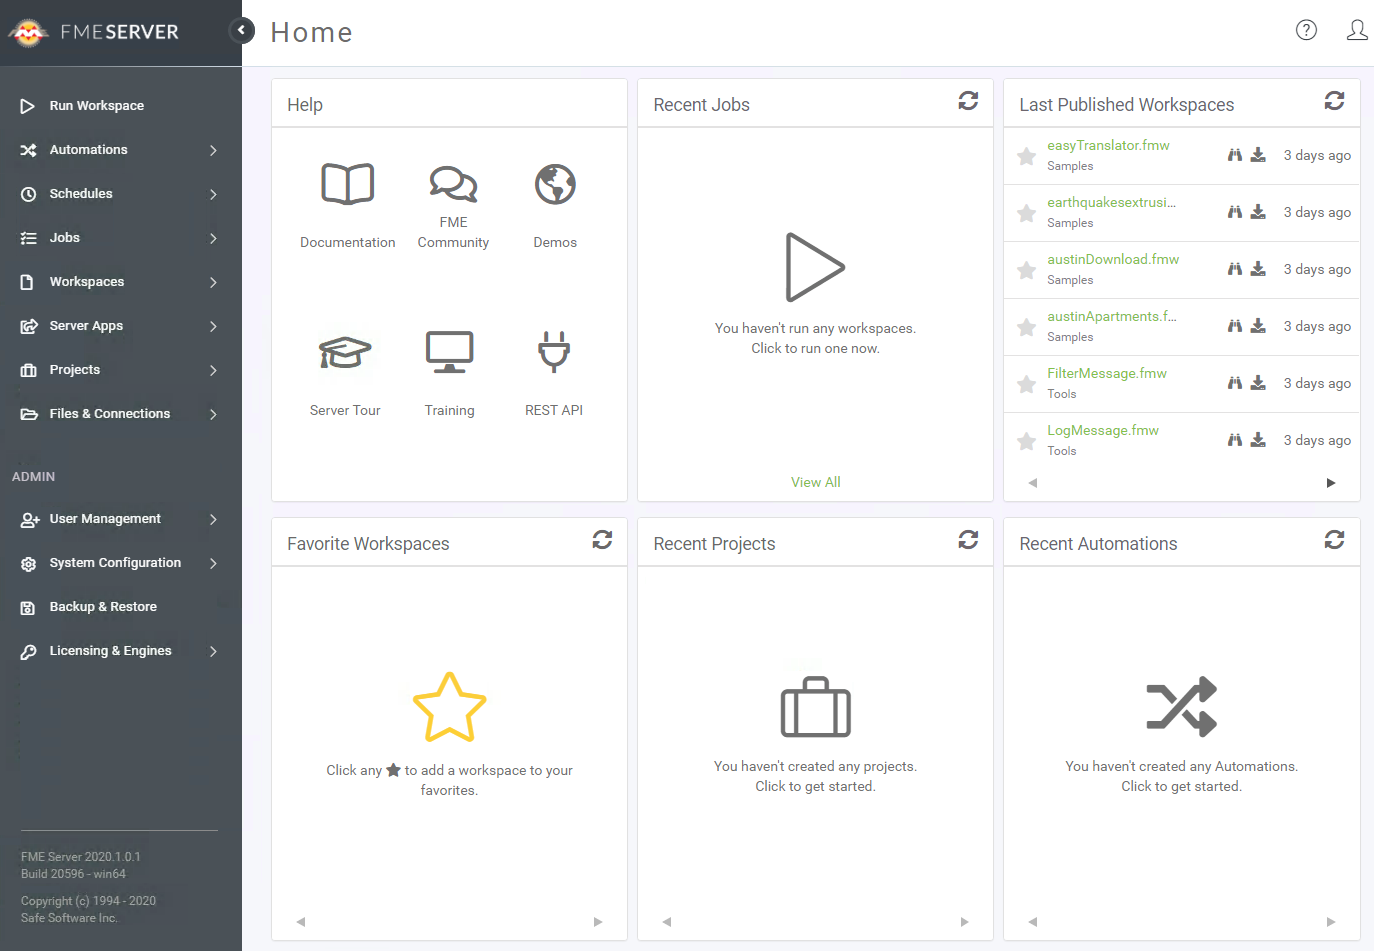 FMESERVER
Home
Run Workspace
Automations
Schedules
Jobs
Workspaces
Server Apps
Projects
Files & Connections
ADMIN
User Management
System Configuration
Backup & Restore
Licensing & Engines
FME Server 2020.1.0.1
Build 20596 - win64
Copyright (c) 1994 - 2020
Safe Software Inc.
Help
Documentation
FME
Community
Demos
Server Tour
Training
REST API
Recent Jobs
You haven't run any workspaces.
Click to run one now.
View All
Last Published Workspaces
easyTranslator.fmw
Samples
3 days ago
earthquakesextrusi...
Samples
3 days ago
austinDownload.fmw
Samples
3 days ago
austinApartments.f...
Samples
3 days ago
FilterMessage.fmw
Tools
3 days ago
LogMessage.fmw
Tools
3 days ago
Favorite Workspaces
Click any ★ to add a workspace to your
favorites.
Recent Projects
You haven't created any projects.
Click to get started.
Recent Automations
You haven't created any Automations.
Click to get started.